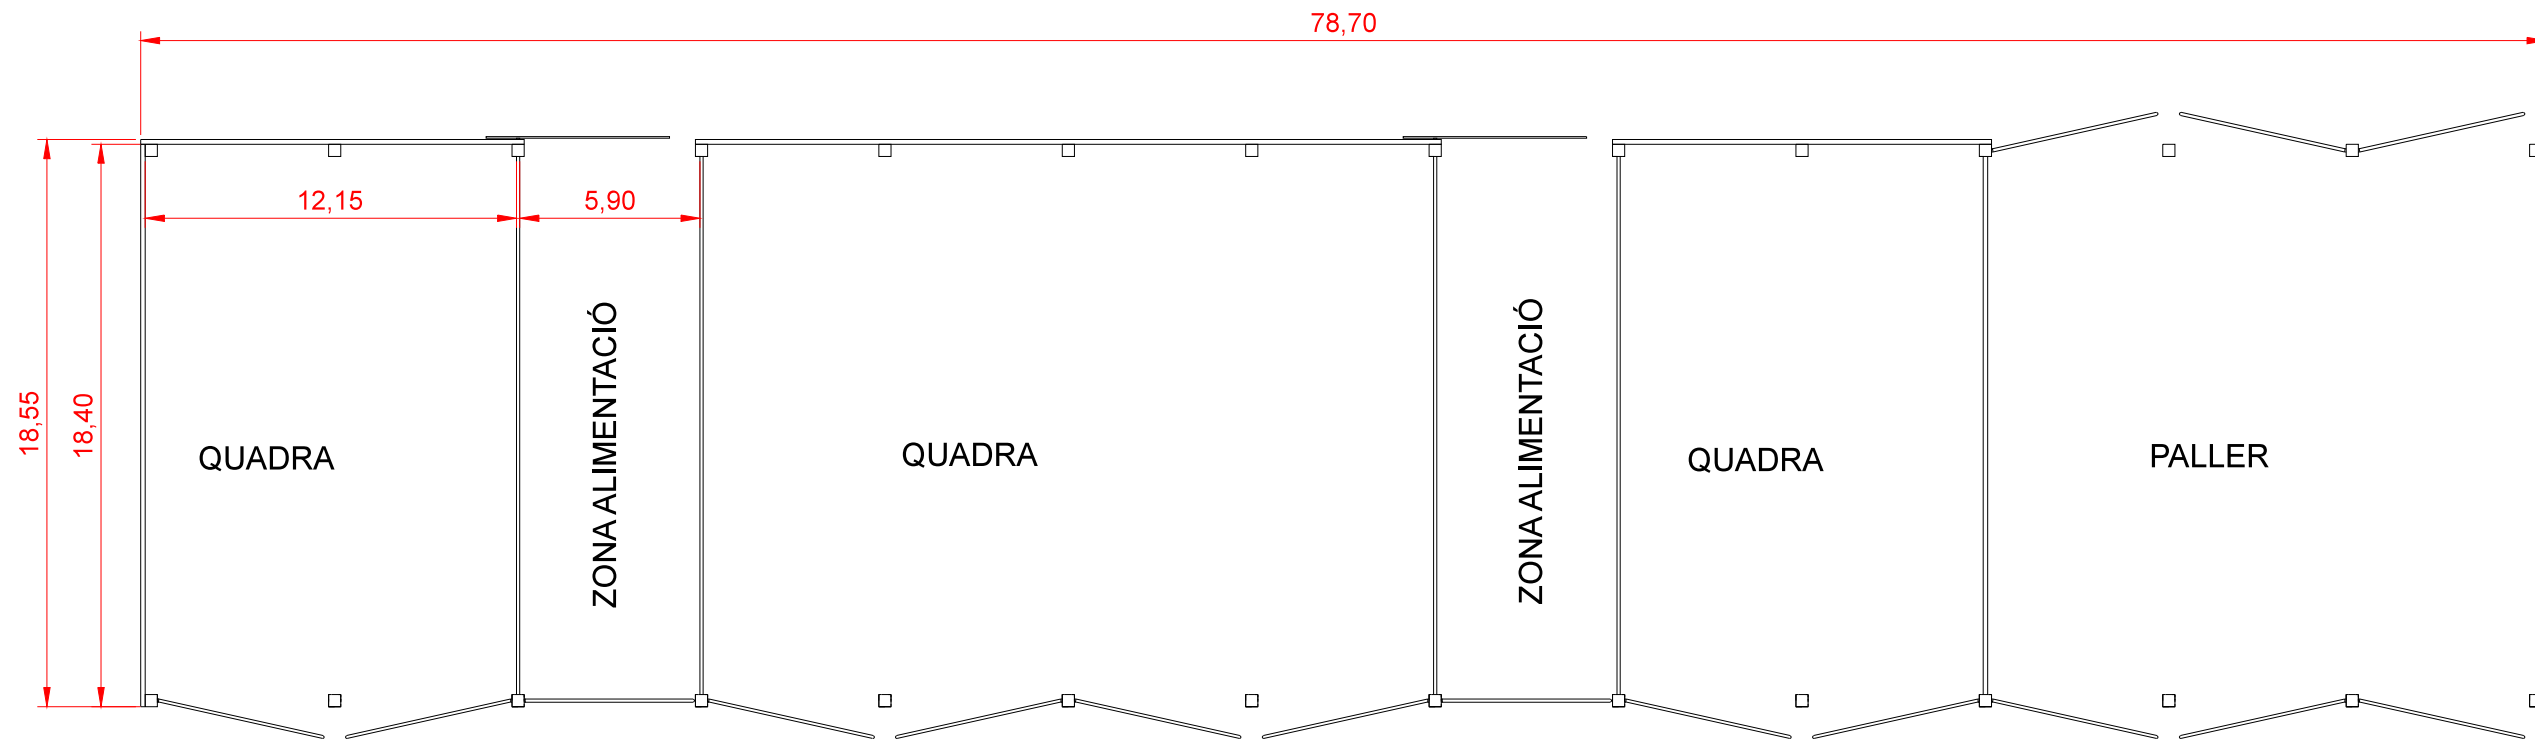 78,70
12,15
5,90
18,55
18,40
QUADRA
ZONA ALIMENTACIÓ
QUADRA
ZONA ALIMENTACIÓ
QUADRA
PALLER